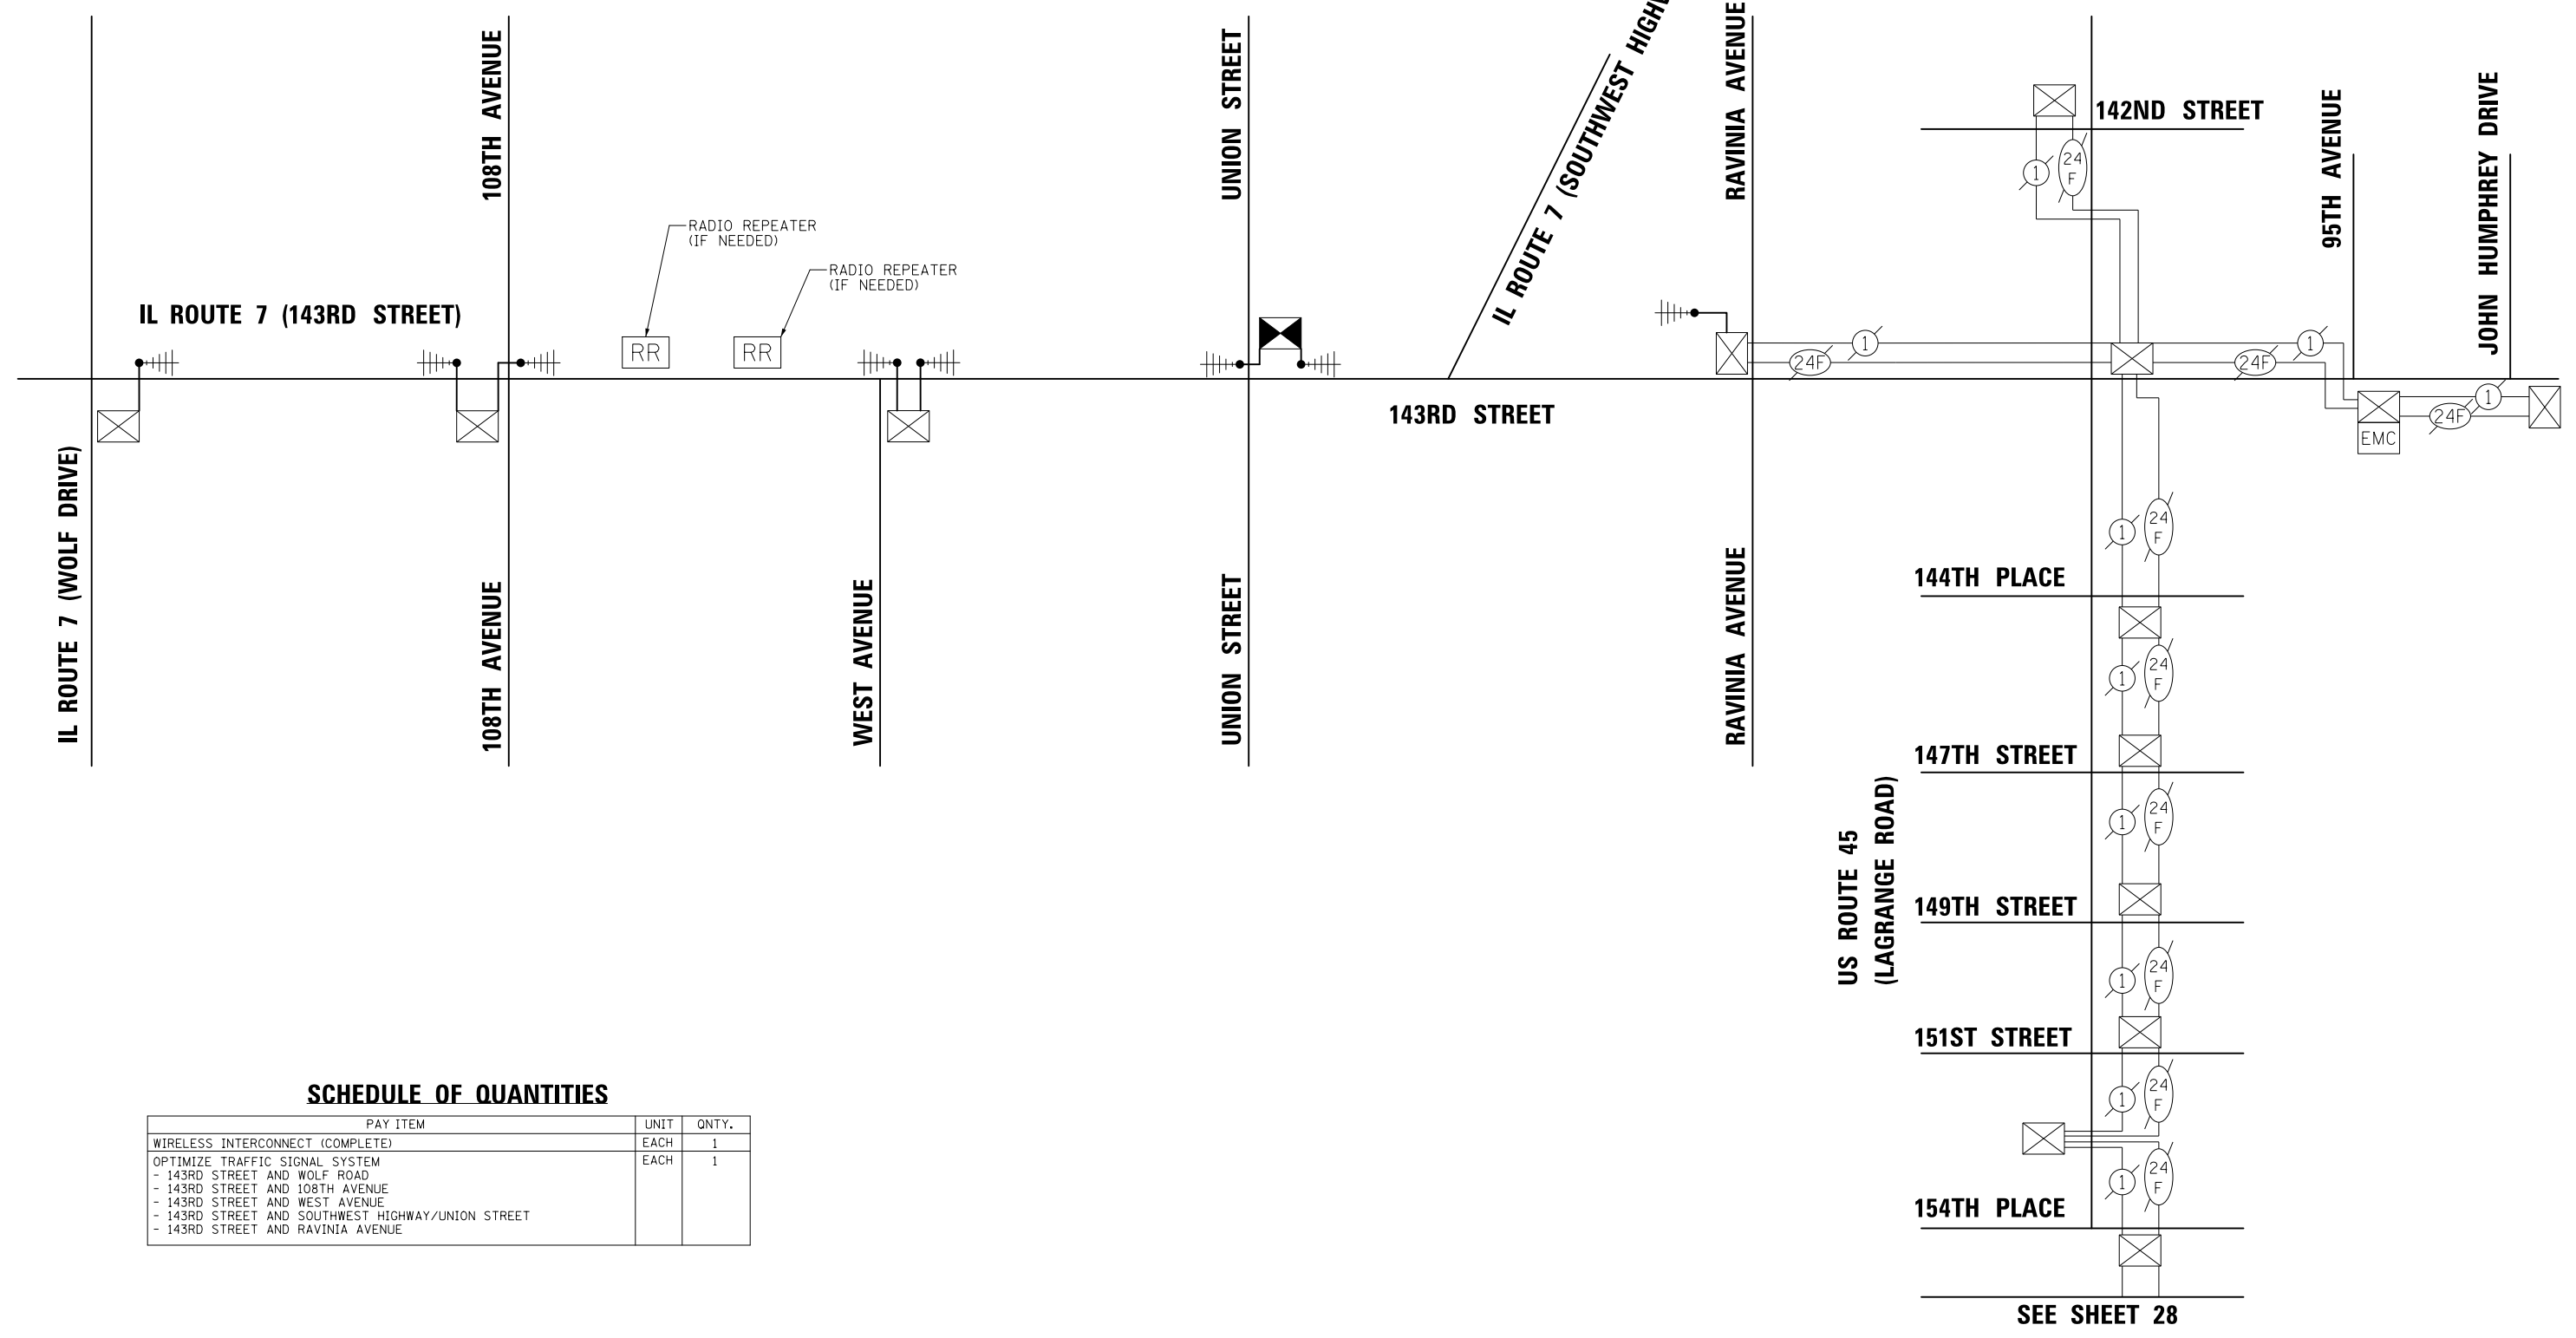 108TH AVENUE
UNION STREET
IL ROUTE 7 (SOUTHWEST
RAVINIA AVENUE
142ND STREET
95TH AVENUE
JOHN HUMPHREY DRIVE
1
24
F
RADIO REPEATER
(IF NEEDED)
RADIO REPEATER
(IF NEEDED)
IL ROUTE 7 (143RD STREET)
RR
RR
1
24F
1
24F
1
24F
EMC
143RD STREET
IL ROUTE 7 (WOLF DRIVE)
108TH AVENUE
WEST AVENUE
UNION STREET
RAVINIA AVENUE
1
24
F
144TH PLACE
1
24
F
147TH STREET
US ROUTE 45
(LAGRANGE ROAD)
1
24
F
149TH STREET
1
24
F
151ST STREET
1
24
F
1
24
F
154TH PLACE
SEE SHEET 28
SCHEDULE OF QUANTITIES
PAY ITEM UNIT QNTY.
WIRELESS INTERCONNECT (COMPLETE) EACH 1
OPTIMIZE TRAFFIC SIGNAL SYSTEM EACH 1
- 143RD STREET AND WOLF ROAD
- 143RD STREET AND 108TH AVENUE
- 143RD STREET AND WEST AVENUE
- 143RD STREET AND SOUTHWEST HIGHWAY/UNION STREET
- 143RD STREET AND RAVINIA AVENUE